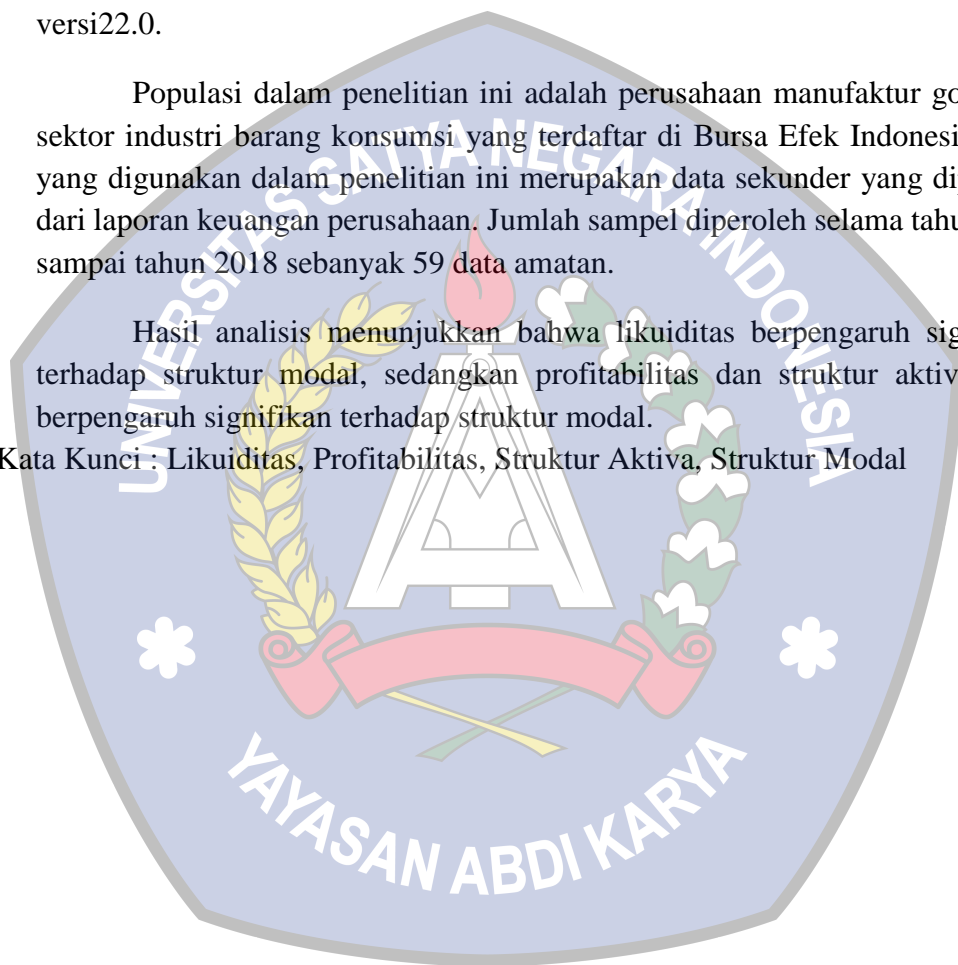 versi22.0.
Populasi dalam penelitian ini adalah perusahaan manufaktur go
sektor industri barang konsumsi yang terdaftar di Bursa Efek Indonesi
yang digunakan dalam penelitian ini merupakan data sekunder yang di
dari laporan keuangan perusahaan. Jumlah sampel diperoleh selama tahu
sampai tahun 2018 sebanyak 59 data amatan.
Hasil analisis menunjukkan bahwa likuiditas berpengaruh sig
terhadap struktur modal, sedangkan profitabilitas dan struktur aktiv
berpengaruh signifikan terhadap struktur modal.
Kata Kunci : Likuiditas, Profitabilitas, Struktur Aktiva, Struktur Modal
UNIVERSITAS SATYA NEGARA INDONESIA
YAYASAN ABDI KARYA